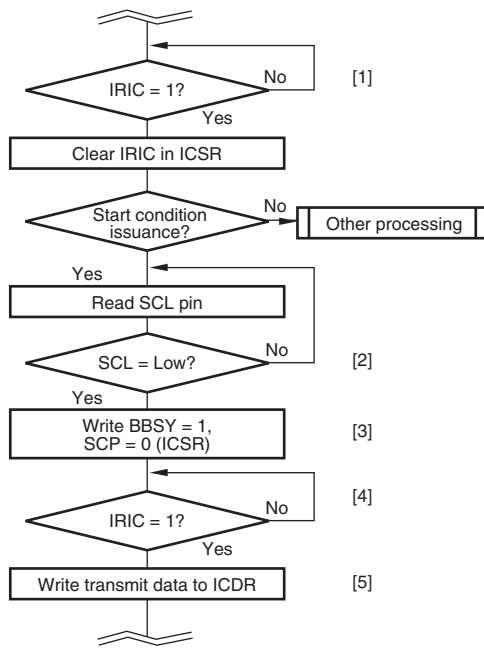 IRIC = 1?
No
[1]
Yes
Clear IRIC in ICSR
Start condition
issuance?
No
Other processing
Yes
Read SCL pin
SCL = Low?
No
[2]
Yes
Write BBSY = 1,
SCP = 0 (ICSR)
[3]
IRIC = 1?
No
[4]
Yes
Write transmit data to ICDR
[5]